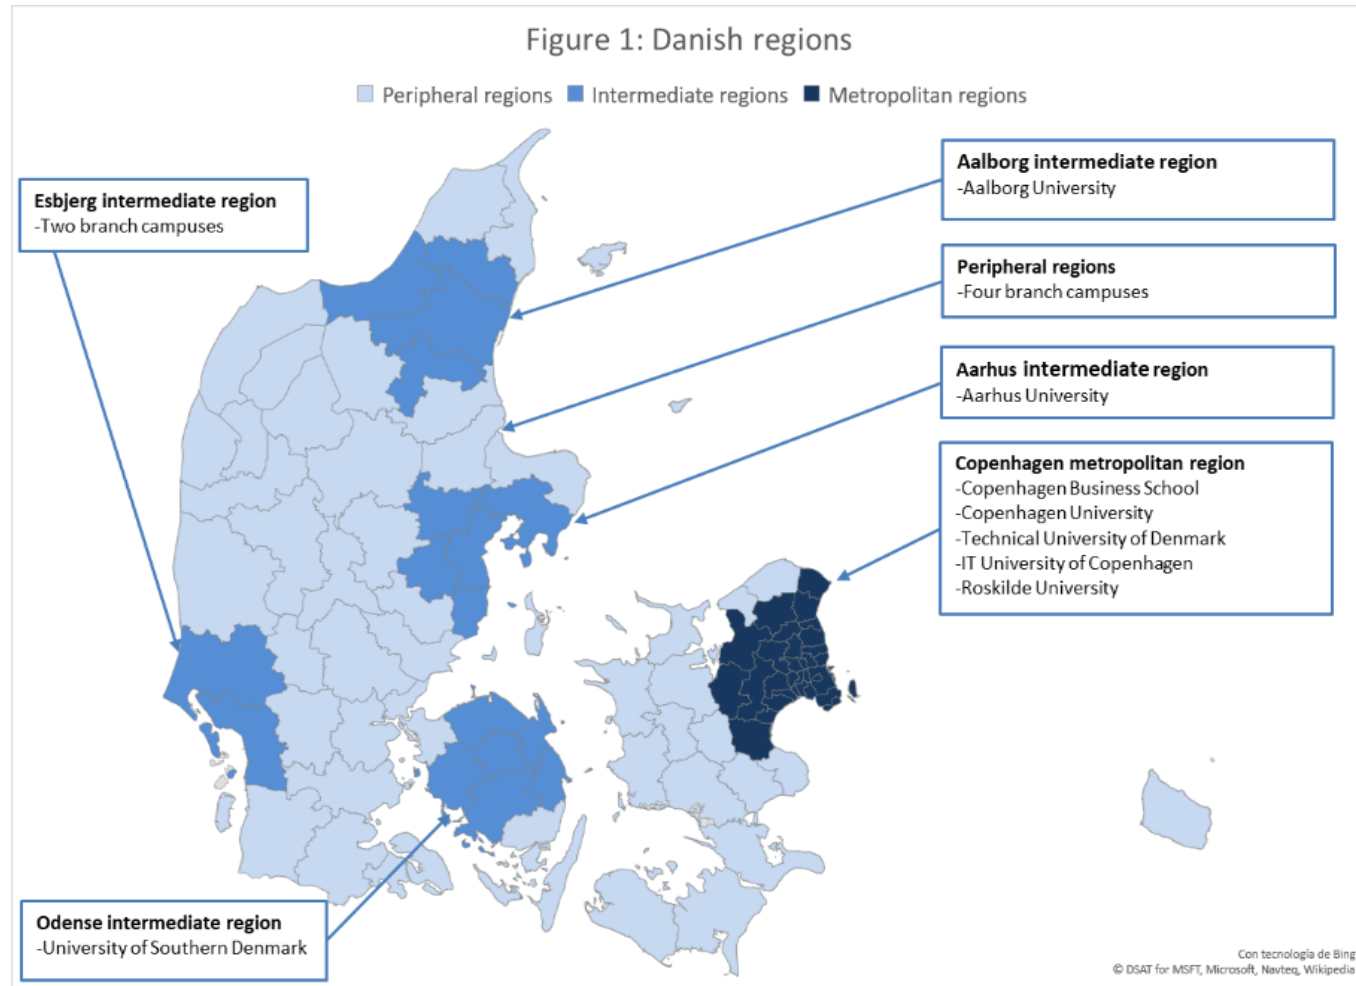 Figure 1: Danish regions
Peripheral regions Intermediate regions Metropolitan regions
Esbjerg intermediate region
-Two branch campuses
Aalborg intermediate region
-Aalborg University
Peripheral regions
-Four branch campuses
Aarhus intermediate region
-Aarhus University
Copenhagen metropolitan region
-Copenhagen Business School
-Copenhagen University
-Technical University of Denmark
-IT University of Copenhagen
-Roskilde University
Odense intermediate region
-University of Southern Denmark
Con tecnología de Bing
© DSAT for MSFT, Microsoft, Navteq, Wikipedia